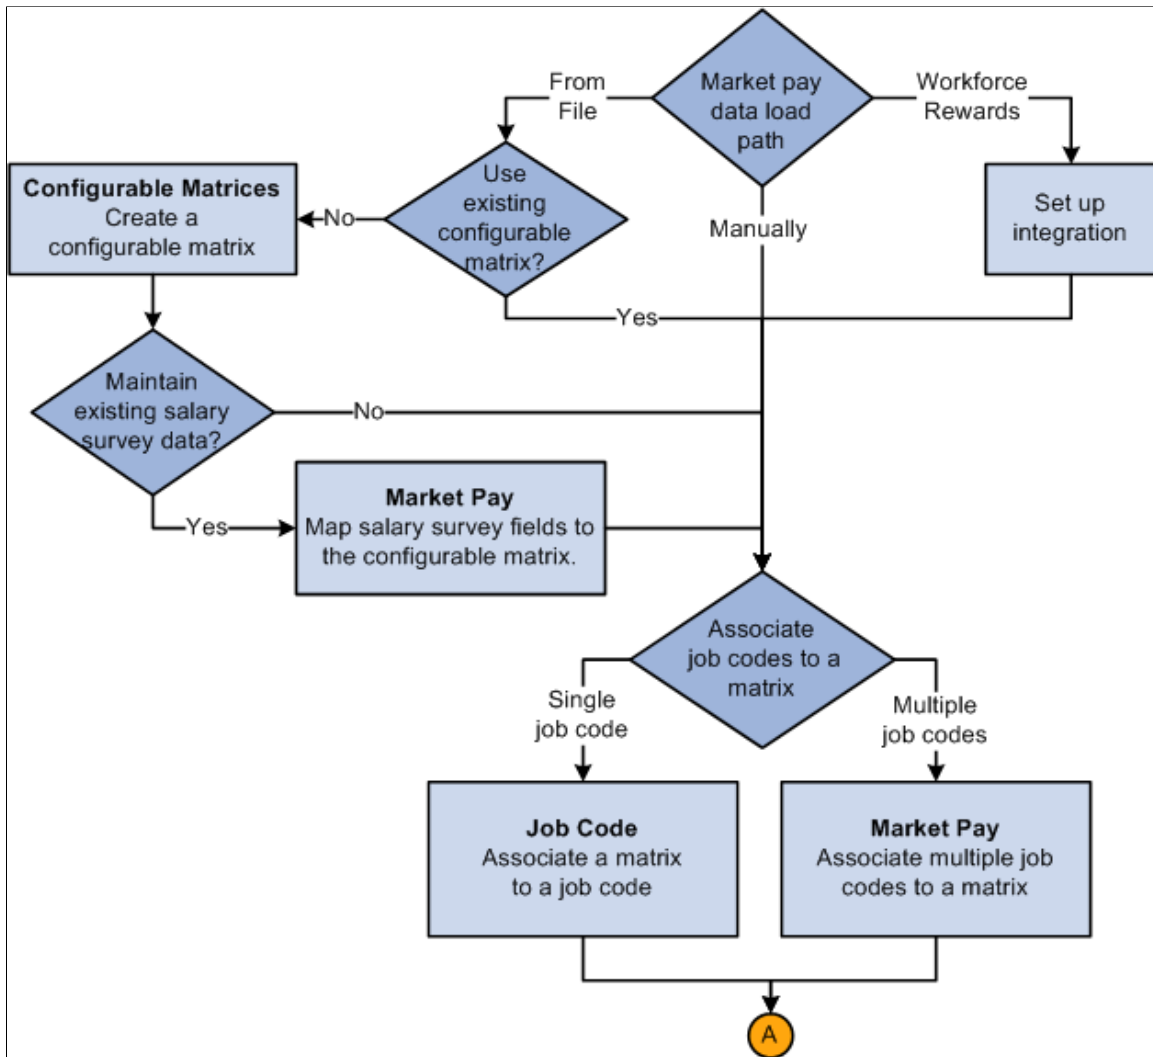 Market pay
data load
path
From
File
Workforce
Rewards
Use
existing
configurable
matrix?
Configurable Matrices
Create a
configurable matrix
No
Manually
Set up
integration
Yes
Maintain
existing salary
survey data?
No
Market Pay
Map salary survey fields to
the configurable matrix.
Yes
Associate
job codes to a
matrix
Single
job code
Multiple
job codes
Job Code
Associate a matrix
to a job code
Market Pay
Associate multiple job
codes to a matrix
A